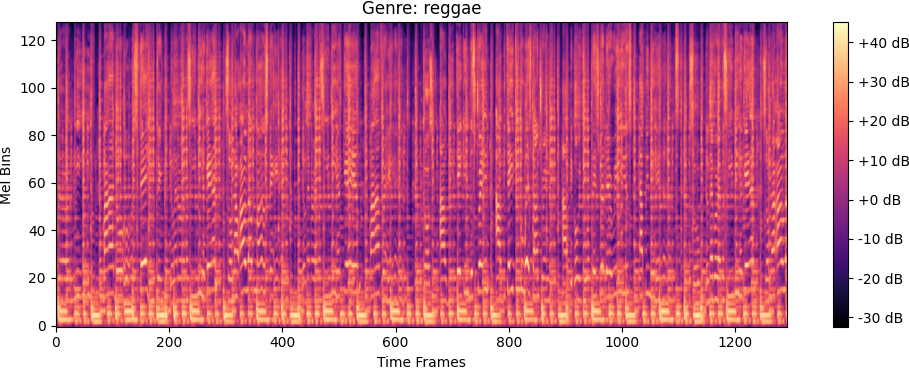 Genre: reggae
120
100
80
60
40
20
0
Mel Bins
0 200 400 600 800 1000 1200
Time Frames
+40 dB
+30 dB
+20 dB
+10 dB
+0 dB
-10 dB
-20 dB
-30 dB